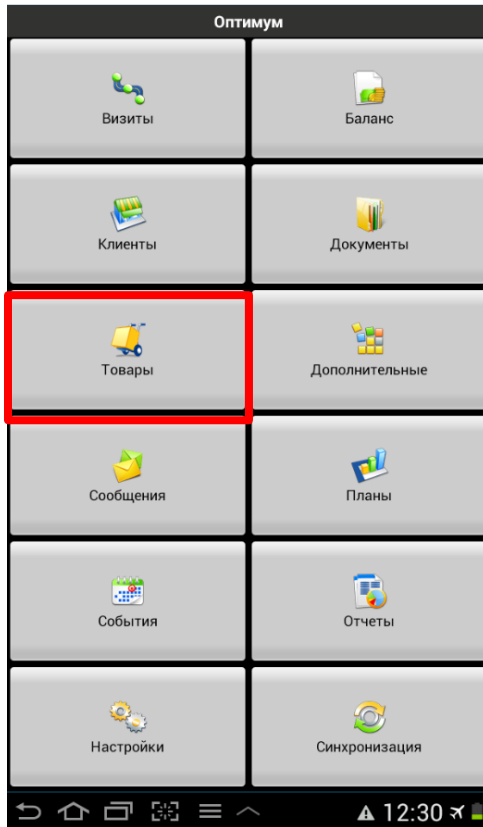 Оптимум
Визиты
Баланс
Клиенты
Документы
Товары
Дополнительные
Сообщения
Планы
События
Отчеты
Настройки
Синхронизация
12:30